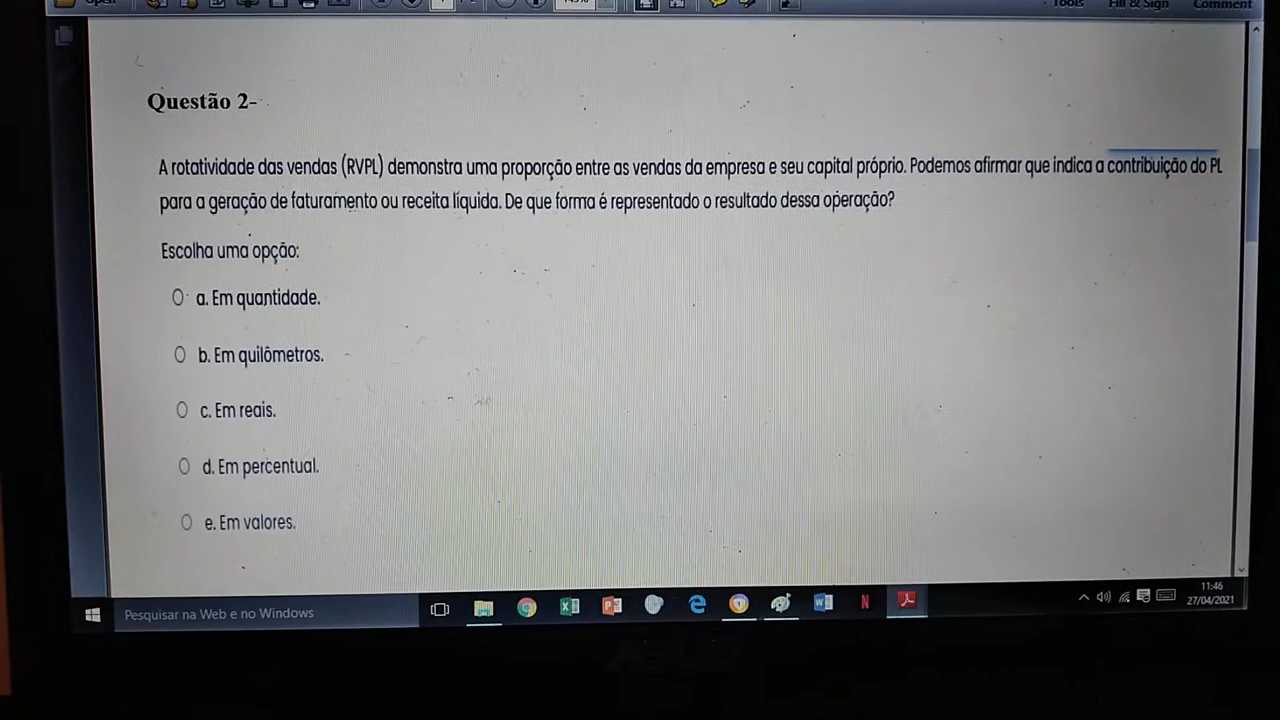 Open
Tools
Fill & Sign
Comment
Questão 2-
A rotatividade das vendas (RVPL) demonstra uma proporção entre as vendas da empresa e seu capital próprio. Podemos afirmar que indica a contribuição do PL
para a geração de faturamento ou receita líquida. De que forma é representado o resultado dessa operação?
Escolha uma opção:
a. Em quantidade.
b. Em quilômetros.
c. Em reais.
d. Em percentual.
e. Em valores.
11:46
Pesquisar na Web e no Windows
27/04/2021